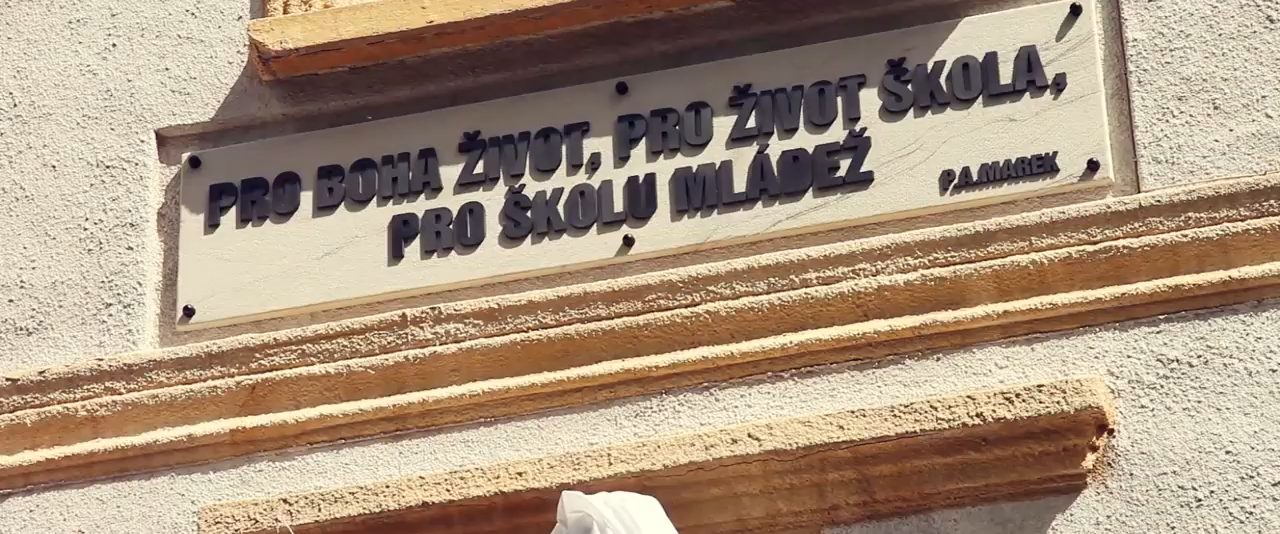 PRO BOHA ŽIVOT, PRO ŽIVOT ŠKOLA,
PRO ŠKOLU MLÁDEŽ
P.A.MAREK